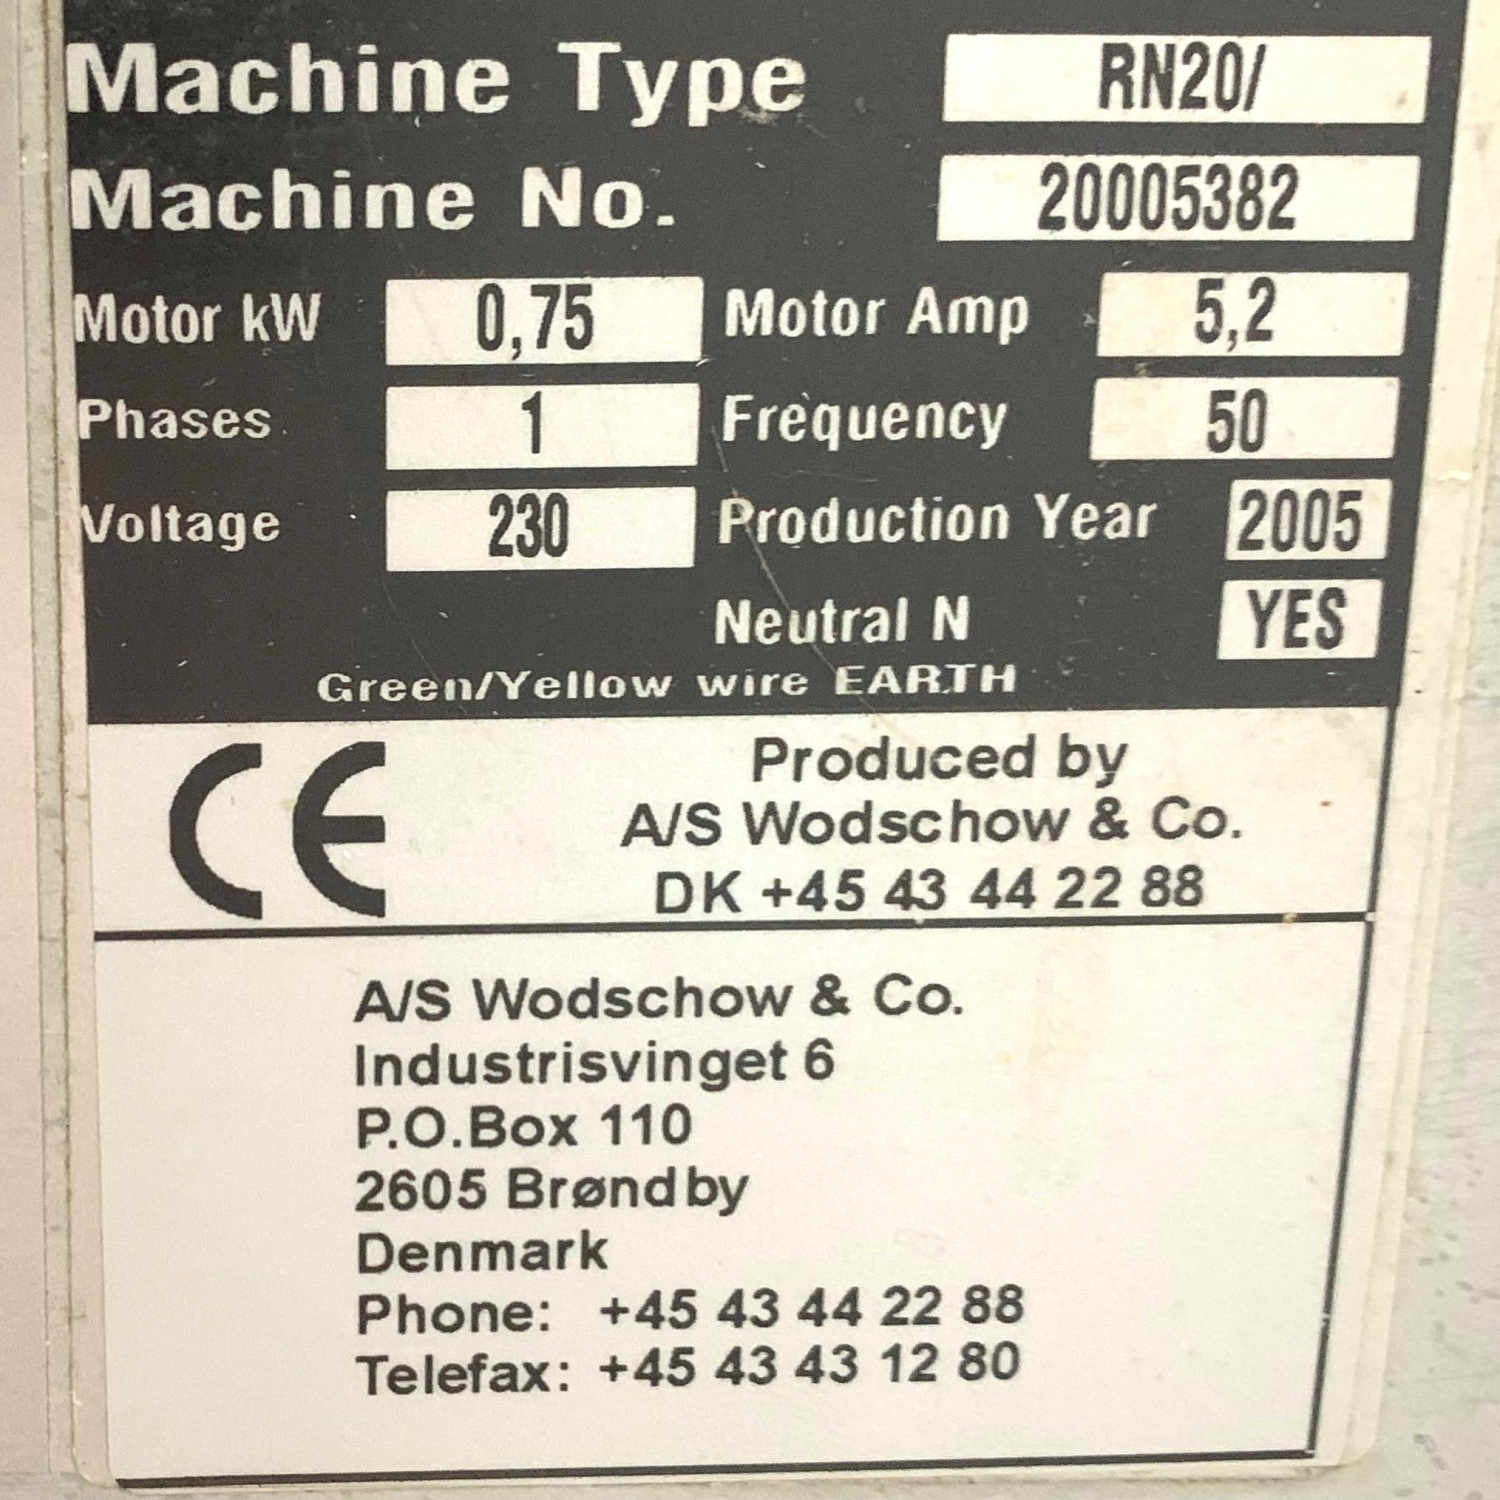 Machine Type RN20/
Machine No. 20005382
Motor kW 0,75 Motor Amp 5,2
Phases 1 Frequency 50
Voltage 230 Production Year 2005
Neutral N YES
Green/Yellow wire EARTH
CE
Produced by
A/S Wodschow & Co.
DK +45 43 44 22 88
A/S Wodschow & Co.
Industrisvinget 6
P.O.Box 110
2605 Brøndby
Denmark
Phone: +45 43 44 22 88
Telefax: +45 43 43 12 80